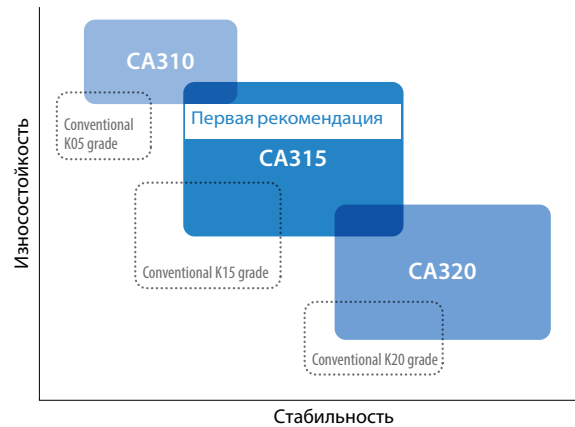 Износостойкость
CA310
Conventional
K05 grade
Первая рекомендация
CA315
Conventional K15 grade
CA320
Conventional K20 grade
Стабильность